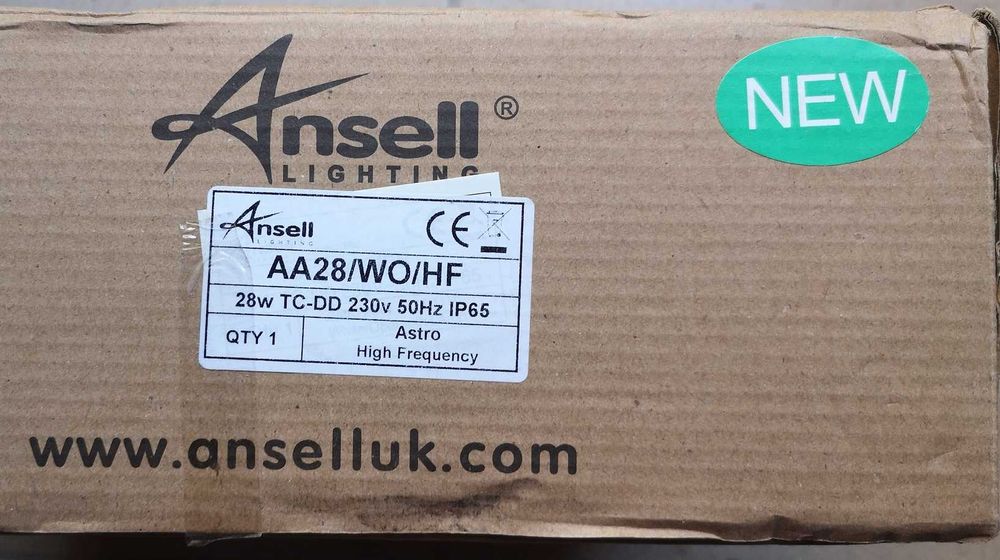 Ansell®
LIGHTING
NEW
Ansell CE
LIGHTING
AA28/WO/HF
28w TC-DD 230v 50Hz IP65
QTY 1
Astro
High Frequency
www.anselluk.com